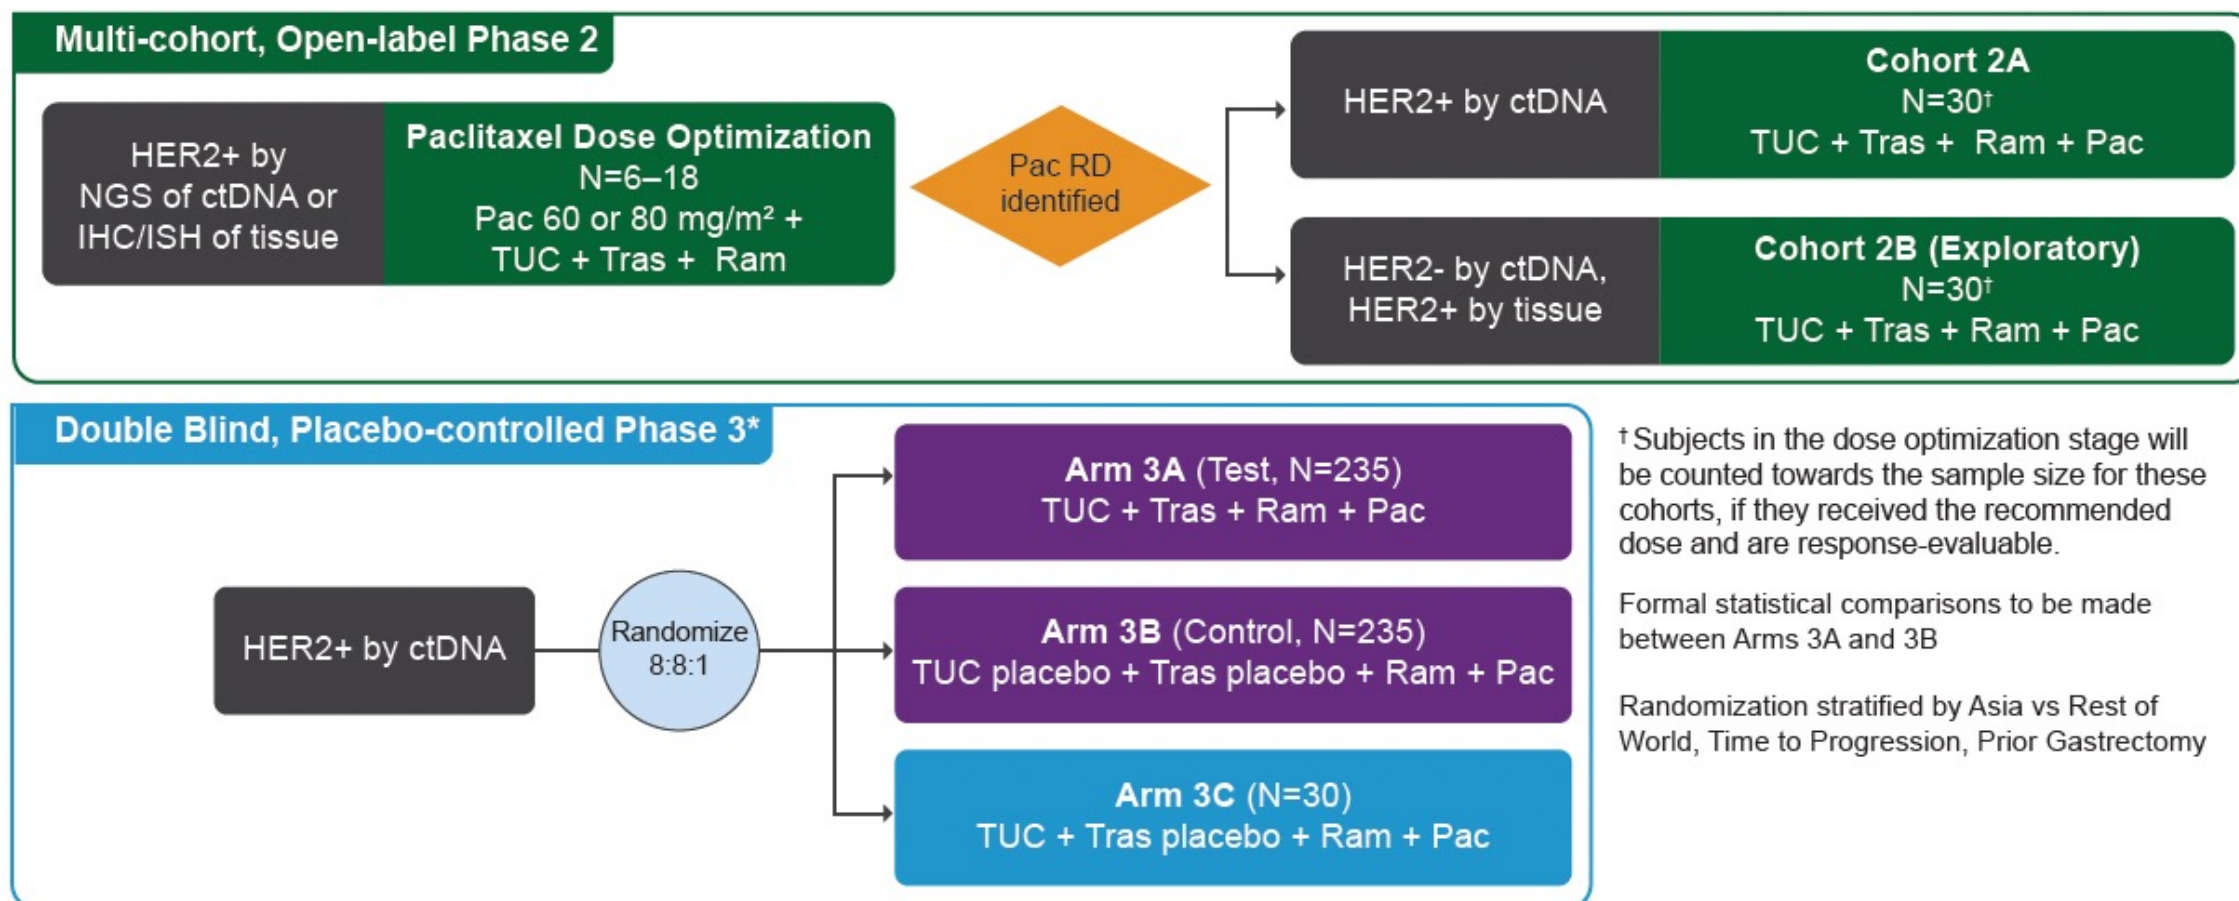 Multi-cohort, Open-label Phase 2
HER2+ by
NGS of ctDNA or
IHC/ISH of tissue
Paclitaxel Dose Optimization
N=6–18
Pac 60 or 80 mg/m² +
TUC + Tras + Ram
Pac RD
identified
HER2+ by ctDNA
Cohort 2A
N=30†
TUC + Tras + Ram + Pac
HER2- by ctDNA,
HER2+ by tissue
Cohort 2B (Exploratory)
N=30†
TUC + Tras + Ram + Pac
Double Blind, Placebo-controlled Phase 3*
HER2+ by ctDNA
Randomize
8:8:1
Arm 3A (Test, N=235)
TUC + Tras + Ram + Pac
Arm 3B (Control, N=235)
TUC placebo + Tras placebo + Ram + Pac
Arm 3C (N=30)
TUC + Tras placebo + Ram + Pac
† Subjects in the dose optimization stage will
be counted towards the sample size for these
cohorts, if they received the recommended
dose and are response-evaluable.
Formal statistical comparisons to be made
between Arms 3A and 3B
Randomization stratified by Asia vs Rest of
World, Time to Progression, Prior Gastrectomy